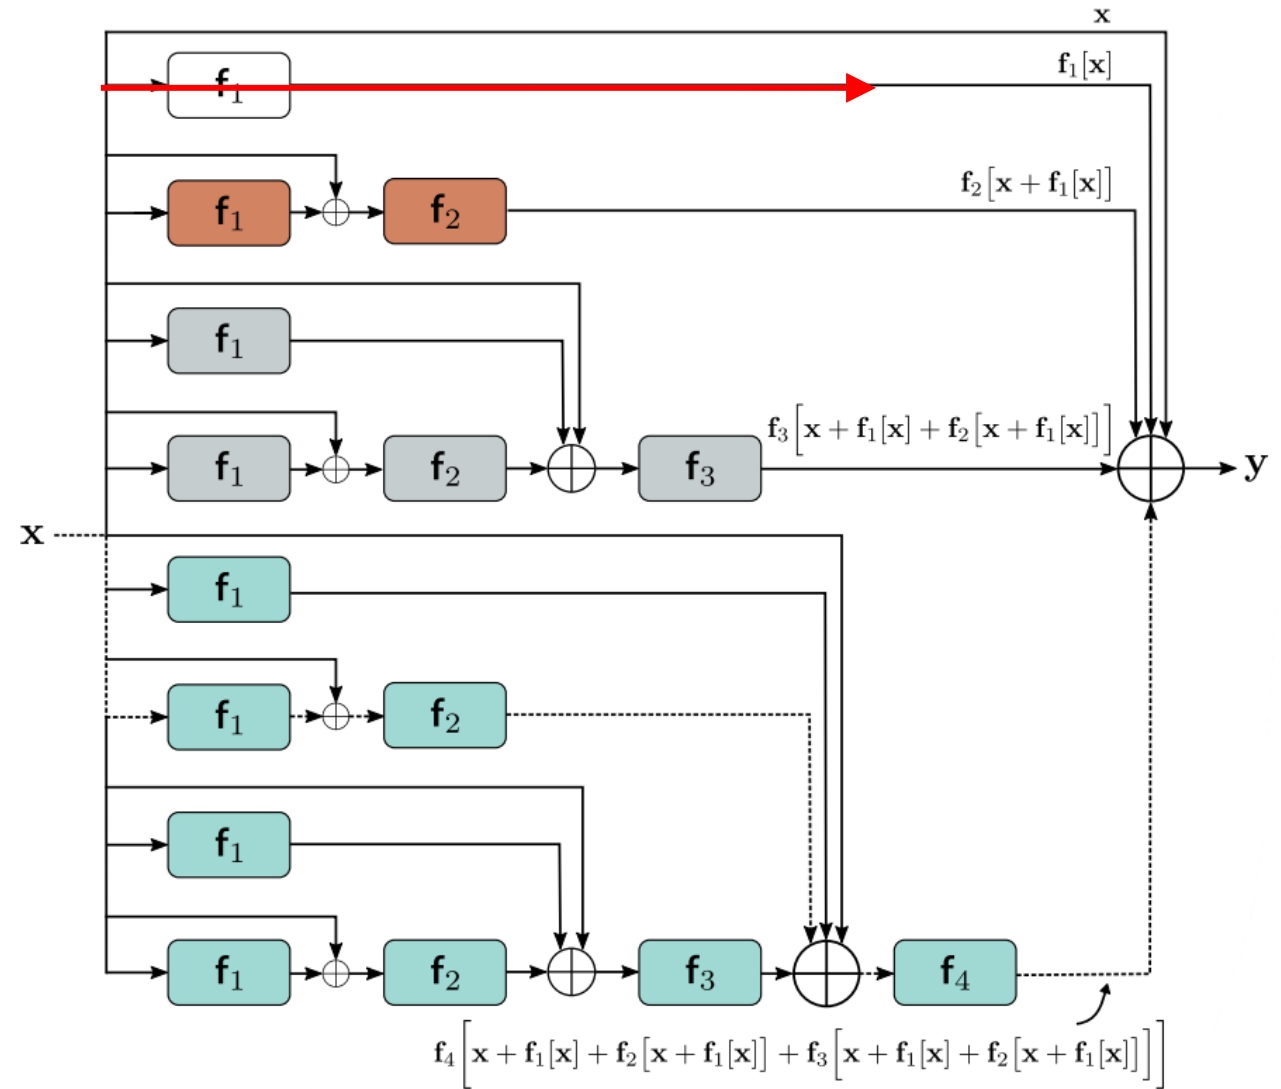 x
f₁[x]
f₁
f₂[x + f₁[x]]
f₁ f₂
f₁
f₃[x + f₁[x] + f₂[x + f₁[x]]]
f₁ f₂ f₃ y
x
f₁
f₁ f₂
f₁
f₁ f₂ f₃ f₄
f₄[x + f₁[x] + f₂[x + f₁[x]] + f₃[x + f₁[x] + f₂[x + f₁[x]]]]